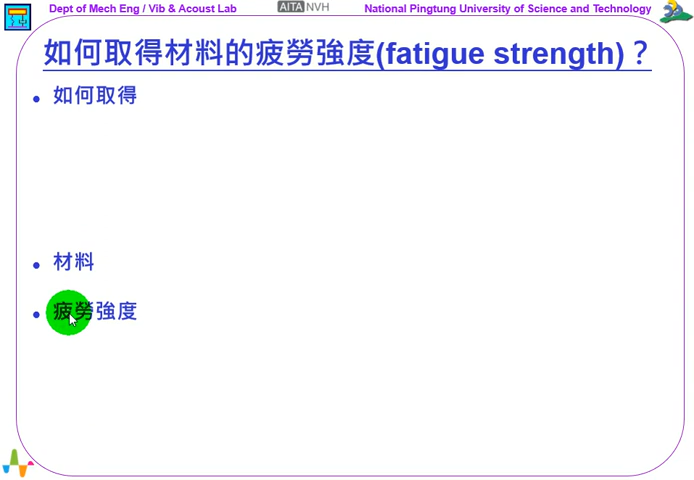 Dept of Mech Eng / Vib & Acoust Lab
AITA NVH
National Pingtung University of Science and Technology
如何取得材料的疲勞強度(fatigue strength)？
• 如何取得
• 材料
• 疲勞強度